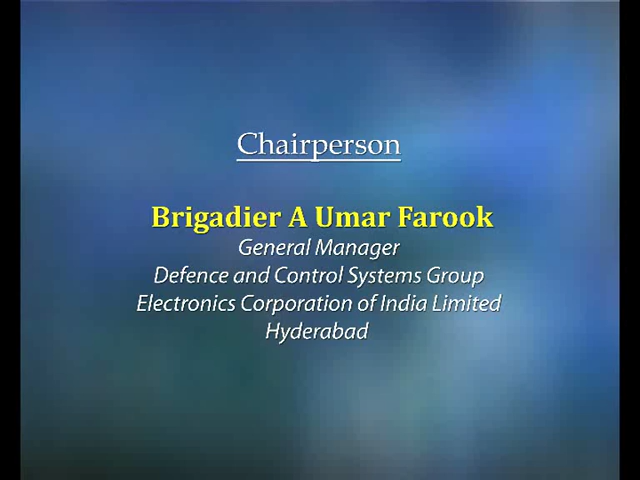 Chairperson
Brigadier A Umar Farook
General Manager
Defence and Control Systems Group
Electronics Corporation of India Limited
Hyderabad